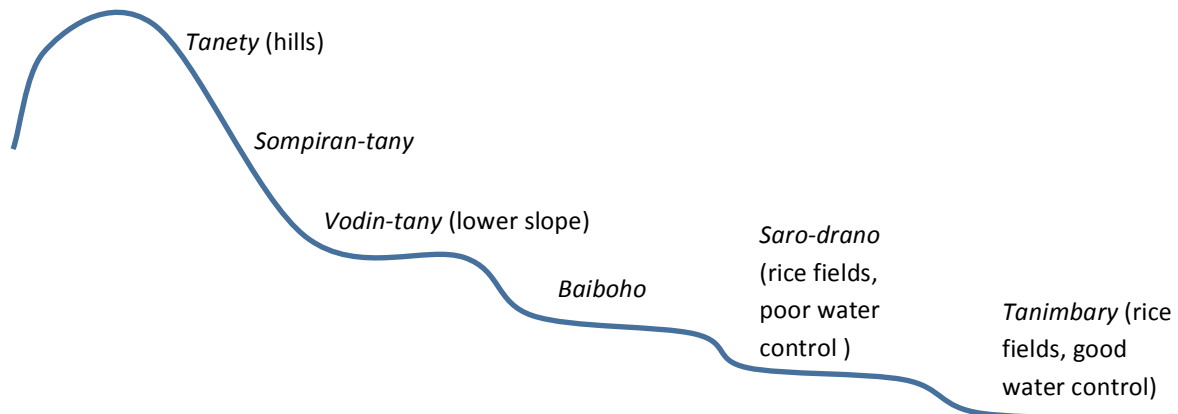 Tanety (hills)
Sompiran-tany
Vodin-tany (lower slope)
Baiboho
Saro-drano
(rice fields,
poor water
control )
Tanimbary (rice
fields, good
water control)